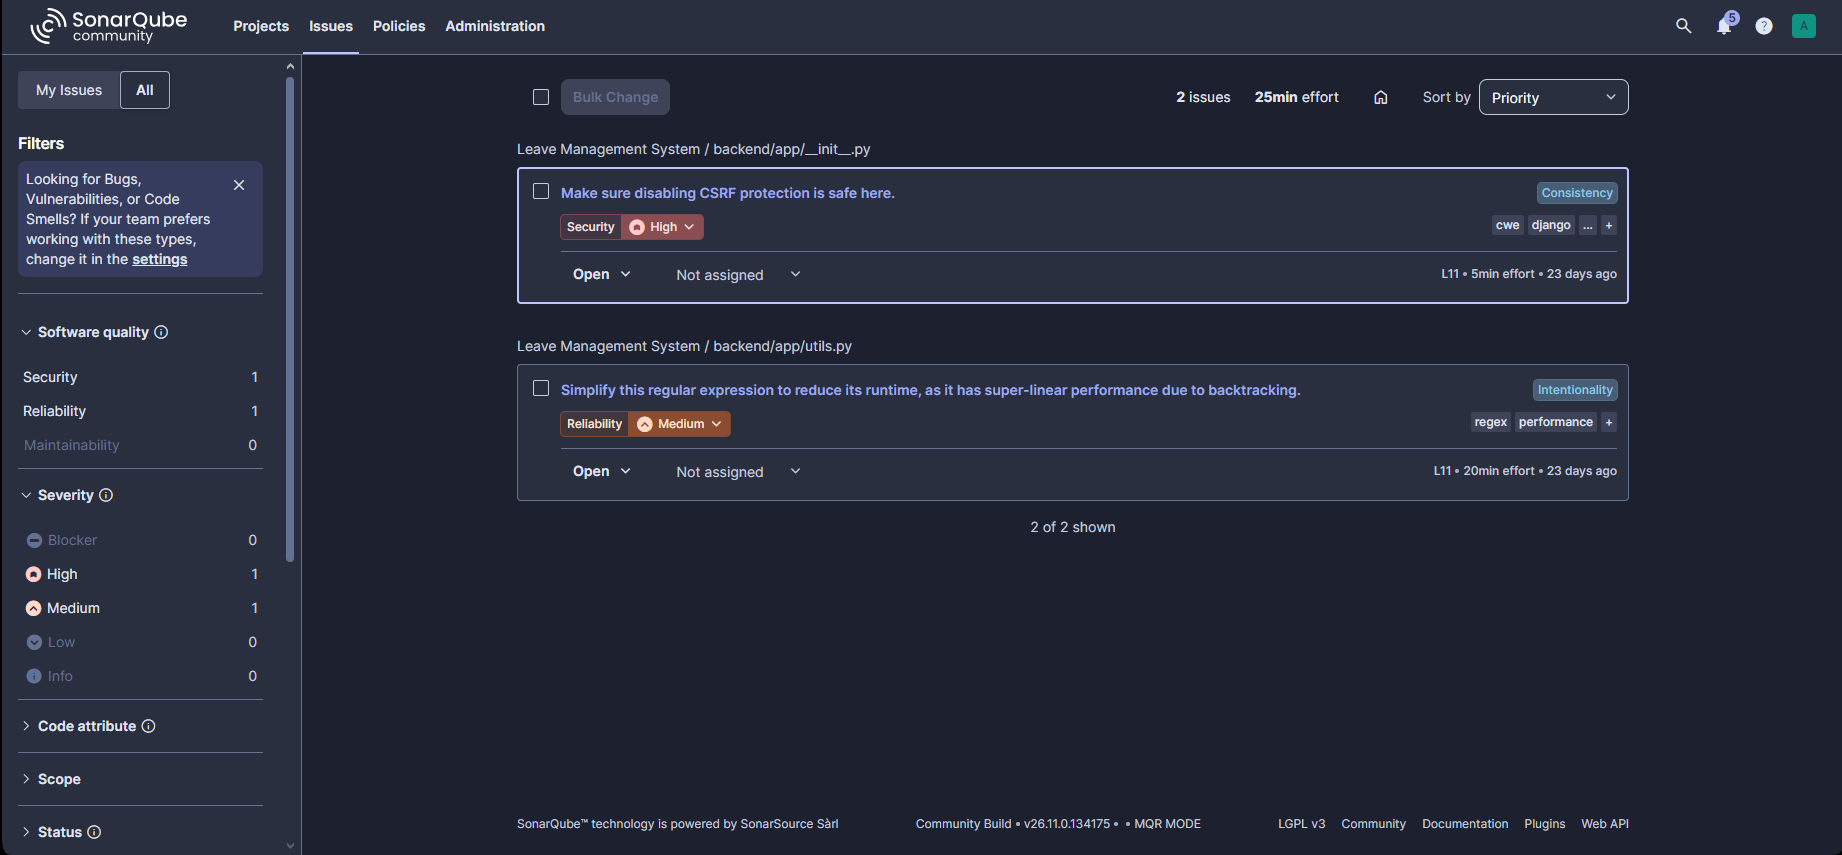 SonarQube
community
Projects
Issues
Policies
Administration
5
?
A
My Issues
All
Filters
Looking for Bugs,
Vulnerabilities, or Code
Smells? If your team prefers
working with these types,
change it in the settings
Software quality
Security 1
Reliability 1
Maintainability 0
Severity
Blocker 0
High 1
Medium 1
Low 0
Info 0
Code attribute
Scope
Status
Bulk Change
2 issues 25min effort
Sort by Priority
Leave Management System / backend/app/__init__.py
Make sure disabling CSRF protection is safe here.
Consistency
Security High
cwe django ... +
Open Not assigned
L11 • 5min effort • 23 days ago
Leave Management System / backend/app/utils.py
Simplify this regular expression to reduce its runtime, as it has super-linear performance due to backtracking.
Intentionality
Reliability Medium
regex performance +
Open Not assigned
L11 • 20min effort • 23 days ago
2 of 2 shown
SonarQube™ technology is powered by SonarSource Sàrl
Community Build • v26.11.0.134175 • • MQR MODE
LGPL v3 Community Documentation Plugins Web API